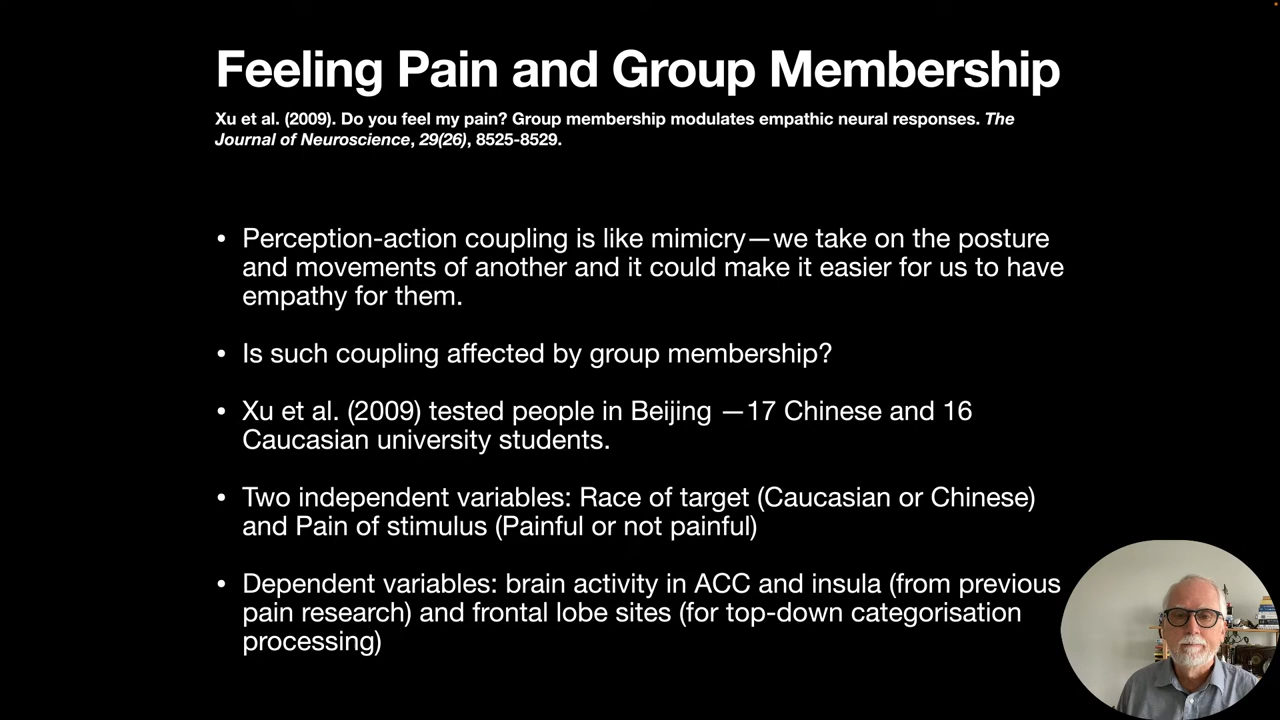 Feeling Pain and Group Membership
Xu et al. (2009). Do you feel my pain? Group membership modulates empathic neural responses. The
Journal of Neuroscience, 29(26), 8525-8529.
• Perception-action coupling is like mimicry—we take on the posture
and movements of another and it could make it easier for us to have
empathy for them.
• Is such coupling affected by group membership?
• Xu et al. (2009) tested people in Beijing —17 Chinese and 16
Caucasian university students.
• Two independent variables: Race of target (Caucasian or Chinese)
and Pain of stimulus (Painful or not painful)
• Dependent variables: brain activity in ACC and insula (from previous
pain research) and frontal lobe sites (for top-down categorisation
processing)